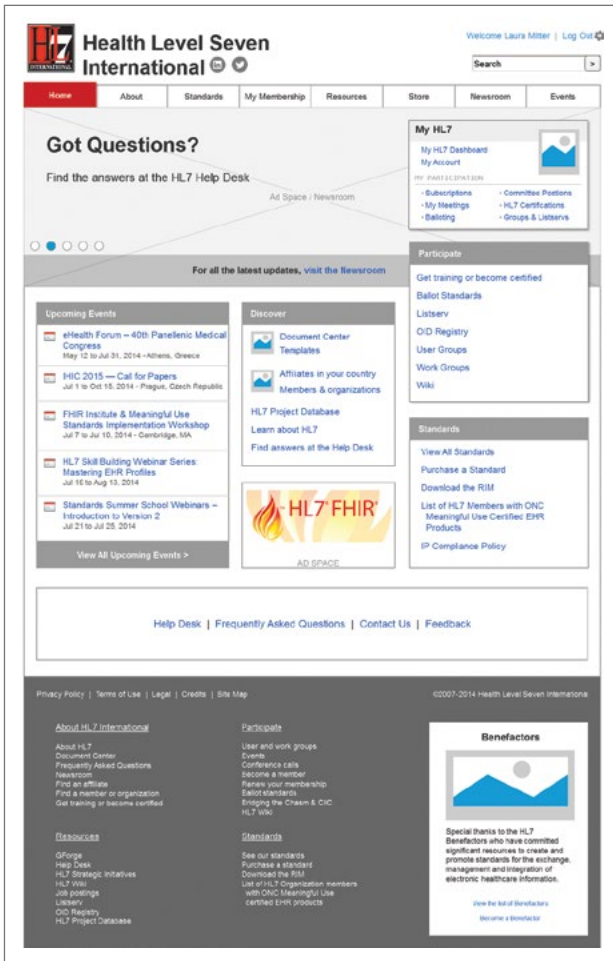 HL7
INTERNATIONAL
Health Level Seven
International
Welcome Laura Mitter | Log Out
Search >
Home About Standards My Membership Resources Store Newsroom Events
Got Questions?
Find the answers at the HL7 Help Desk
Ad Space / Newsroom
For all the latest updates, visit the Newsroom
My HL7
My HL7 Dashboard
My Account
MY PARTICIPATION
- Subscriptions
- My Meetings
- Balloting
- Committee Positions
- HL7 Certifications
- Groups & Listservs
Participate
Get training or become certified
Ballot Standards
Listserv
OID Registry
User Groups
Work Groups
Wiki
Upcoming Events
eHealth Forum – 40th Panellenic Medical
Congress
May 12 to Jul 31, 2014 -Athens, Greece
IHIC 2015 — Call for Papers
Jul 1 to Oct 15, 2014 - Prague, Czech Republic
FHIR Institute & Meaningful Use
Standards Implementation Workshop
Jul 7 to Jul 10, 2014 - Cambridge, MA
HL7 Skill Building Webinar Series:
Mastering EHR Profiles
Jul 16 to Aug 13, 2014
Standards Summer School Webinars –
Introduction to Version 2
Jul 21 to Jul 25, 2014
View All Upcoming Events >
Discover
Document Center
Templates
Affiliates in your country
Members & organizations
HL7 Project Database
Learn about HL7
Find answers at the Help Desk
HL7 FHIR
AD SPACE
Standards
View All Standards
Purchase a Standard
Download the RIM
List of HL7 Members with ONC
Meaningful Use Certified EHR
Products
IP Compliance Policy
Help Desk | Frequently Asked Questions | Contact Us | Feedback
Privacy Policy | Terms of Use | Legal | Credits | Site Map
©2007-2014 Health Level Seven International
About HL7 International
About HL7
Document Center
Frequently Asked Questions
Newsroom
Find an affiliate
Find a member or organization
Get training or become certified
Participate
User and work groups
Events
Conference calls
Become a member
Renew your membership
Ballot standards
Bridging the Chasm & CIIC
HL7 Wiki
Resources
GForge
Help Desk
HL7 Strategic Initiatives
HL7 Wiki
Job postings
Listserv
OID Registry
HL7 Project Database
Standards
See our standards
Purchase a standard
Download the RIM
List of HL7 Organization members
with ONC Meaningful Use
certified EHR products
Benefactors
Special thanks to the HL7
Benefactors who have committed
significant resources to create and
promote standards for the exchange,
management and integration of
electronic healthcare information.
View the list of Benefactors
Become a Benefactor